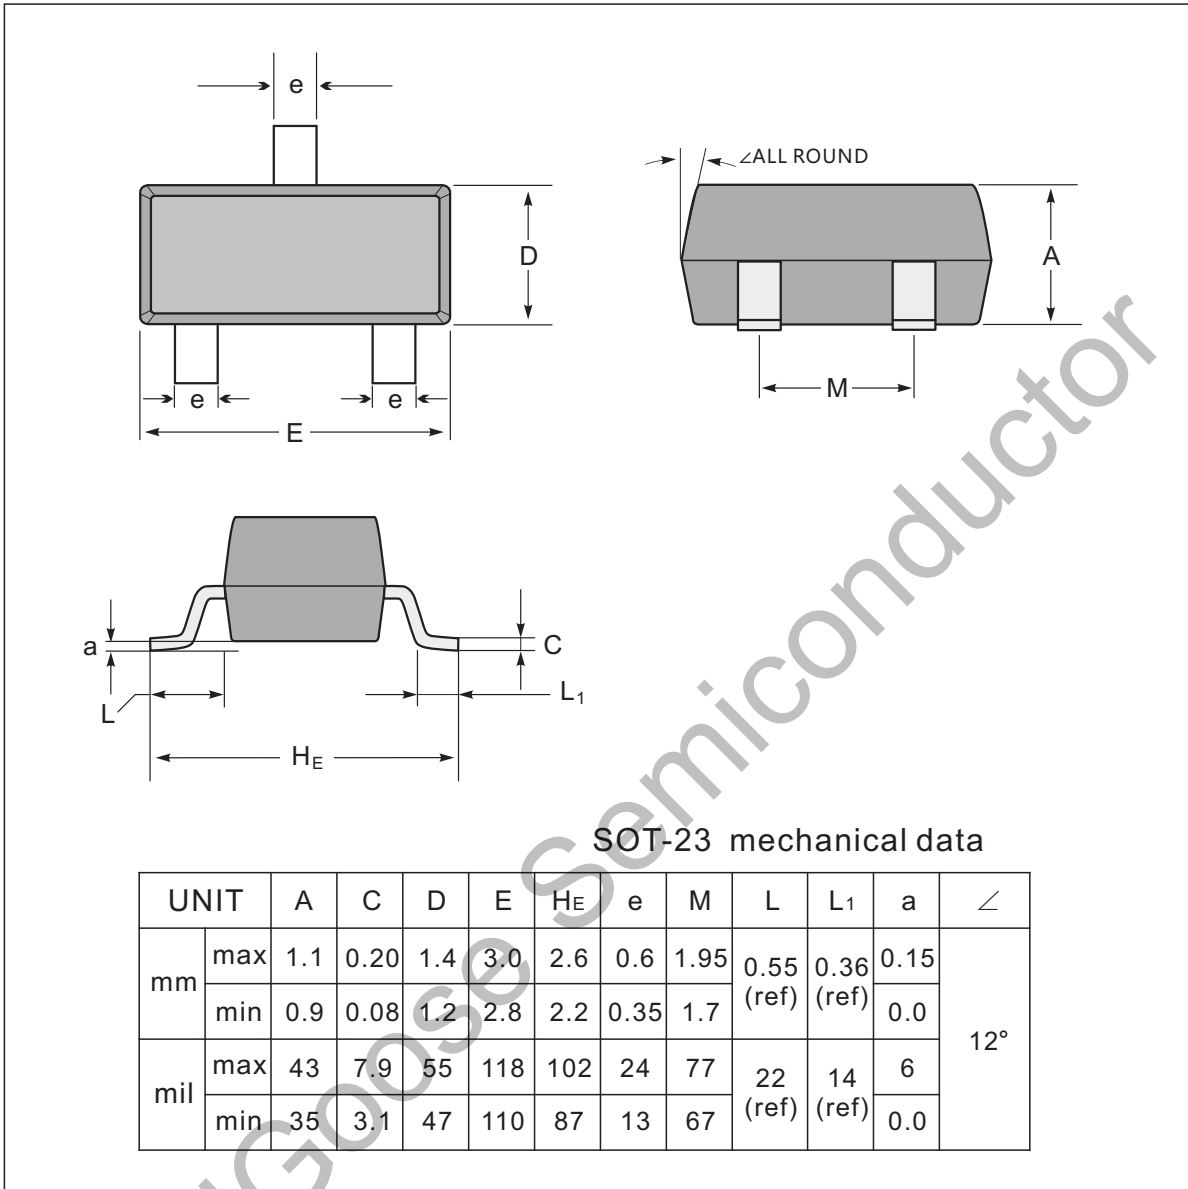 e
∠ALL ROUND
D
A
M
e e
E
a
C
L
L1
HE
SOT-23 mechanical data
UNIT A C D E HE e M L L1 a ∠
mm max 1.1 0.20 1.4 3.0 2.6 0.6 1.95 0.55 (ref) 0.36 (ref) 0.15 12°
min 0.9 0.08 1.2 2.8 2.2 0.35 1.7 0.0
mil max 43 7.9 55 118 102 24 77 22 (ref) 14 (ref) 6
min 35 3.1 47 110 87 13 67 0.0
Goose Semiconductor